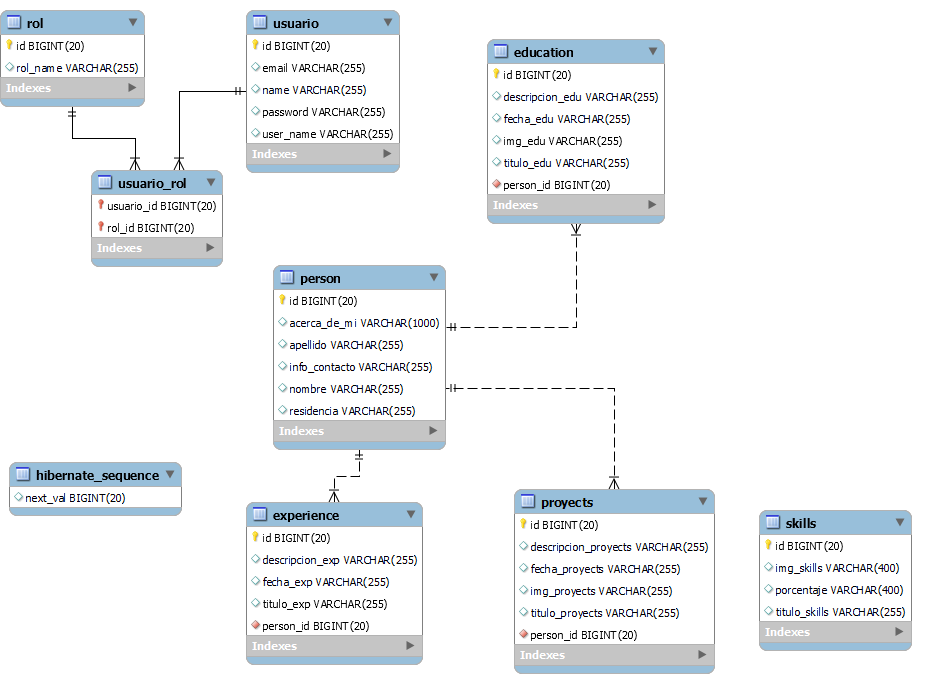 rol
id BIGINT(20)
rol_name VARCHAR(255)
Indexes
usuario
id BIGINT(20)
email VARCHAR(255)
name VARCHAR(255)
password VARCHAR(255)
user_name VARCHAR(255)
Indexes
education
id BIGINT(20)
descripcion_edu VARCHAR(255)
fecha_edu VARCHAR(255)
img_edu VARCHAR(255)
titulo_edu VARCHAR(255)
person_id BIGINT(20)
Indexes
usuario_rol
usuario_id BIGINT(20)
rol_id BIGINT(20)
Indexes
person
id BIGINT(20)
acerca_de_mi VARCHAR(1000)
apellido VARCHAR(255)
info_contacto VARCHAR(255)
nombre VARCHAR(255)
residencia VARCHAR(255)
Indexes
hibernate_sequence
next_val BIGINT(20)
experience
id BIGINT(20)
descripcion_exp VARCHAR(255)
fecha_exp VARCHAR(255)
titulo_exp VARCHAR(255)
person_id BIGINT(20)
Indexes
proyects
id BIGINT(20)
descripcion_proyects VARCHAR(255)
fecha_proyects VARCHAR(255)
img_proyects VARCHAR(255)
titulo_proyects VARCHAR(255)
person_id BIGINT(20)
Indexes
skills
id BIGINT(20)
img_skills VARCHAR(400)
porcentaje VARCHAR(400)
titulo_skills VARCHAR(255)
Indexes